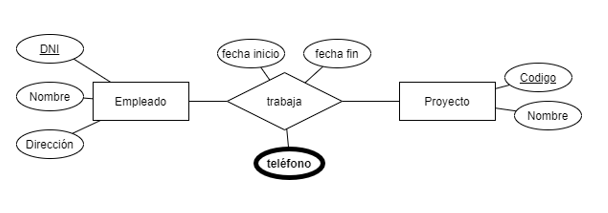 DNI
Nombre
Dirección
Empleado
fecha inicio
fecha fin
trabaja
teléfono
Proyecto
Codigo
Nombre